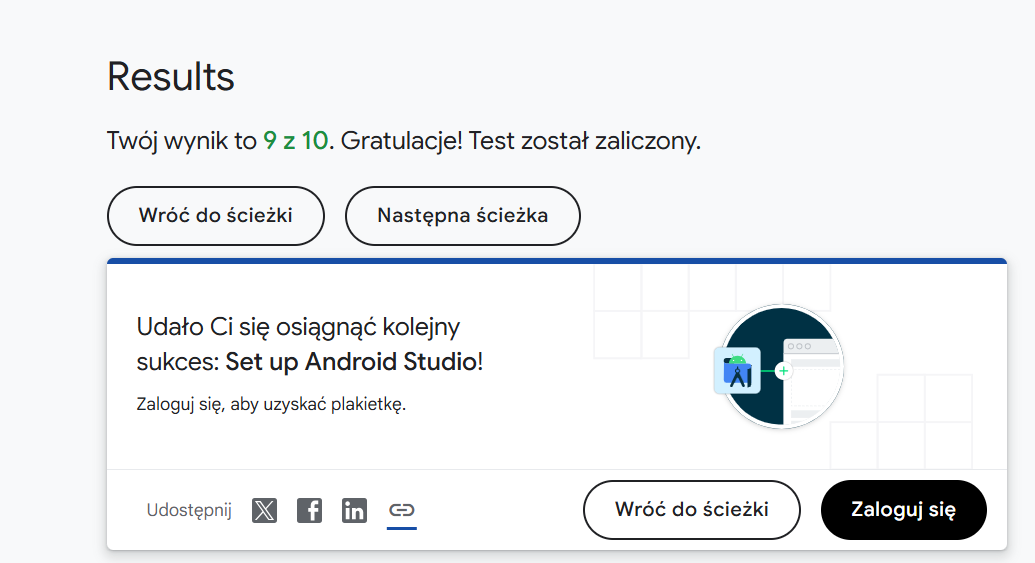 Results
Twój wynik to 9 z 10. Gratulacje! Test został zaliczony.
Wróć do ścieżki
Następna ścieżka
Udało Ci się osiągnąć kolejny
sukces: Set up Android Studio!
Zaloguj się, aby uzyskać plakietkę.
Udostępnij
Wróć do ścieżki
Zaloguj się